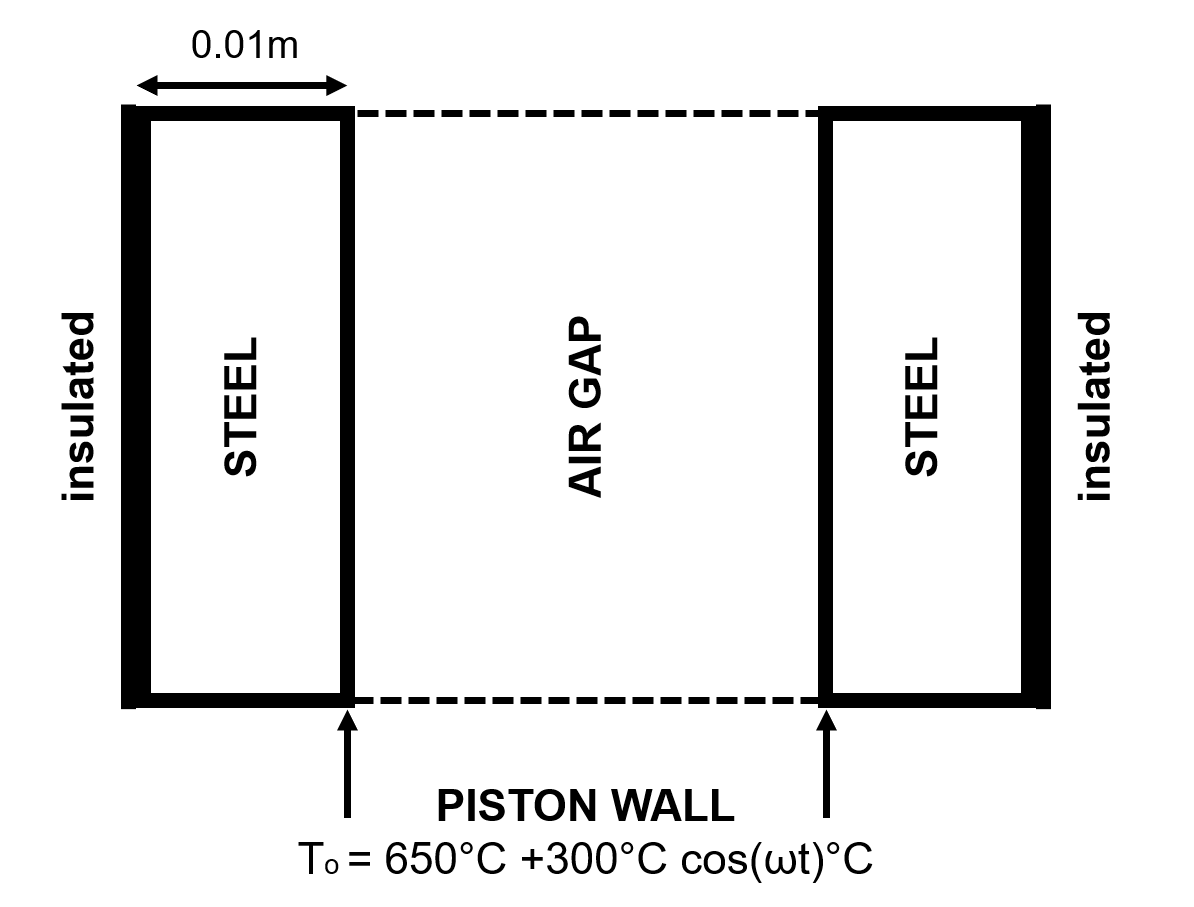 0.01m
insulated
STEEL
AIR GAP
STEEL
insulated
PISTON WALL
To = 650°C +300°C cos(ωt)°C